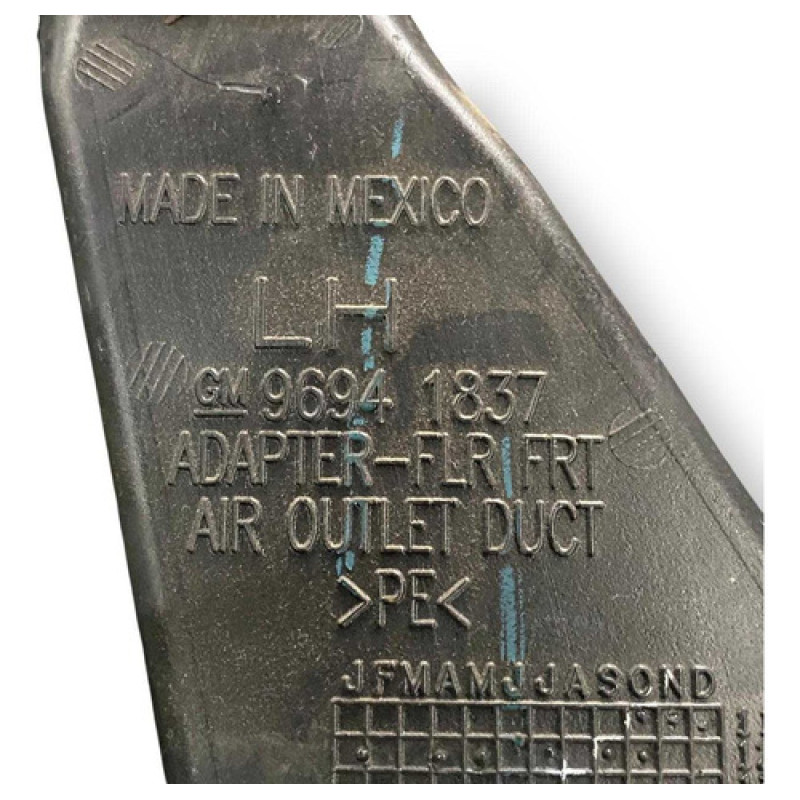 MADE IN MEXICO
LH
GM 9694 1837
ADAPTER-FLR FRT
AIR OUTLET DUCT
>PE<
JFMAMJJASOND